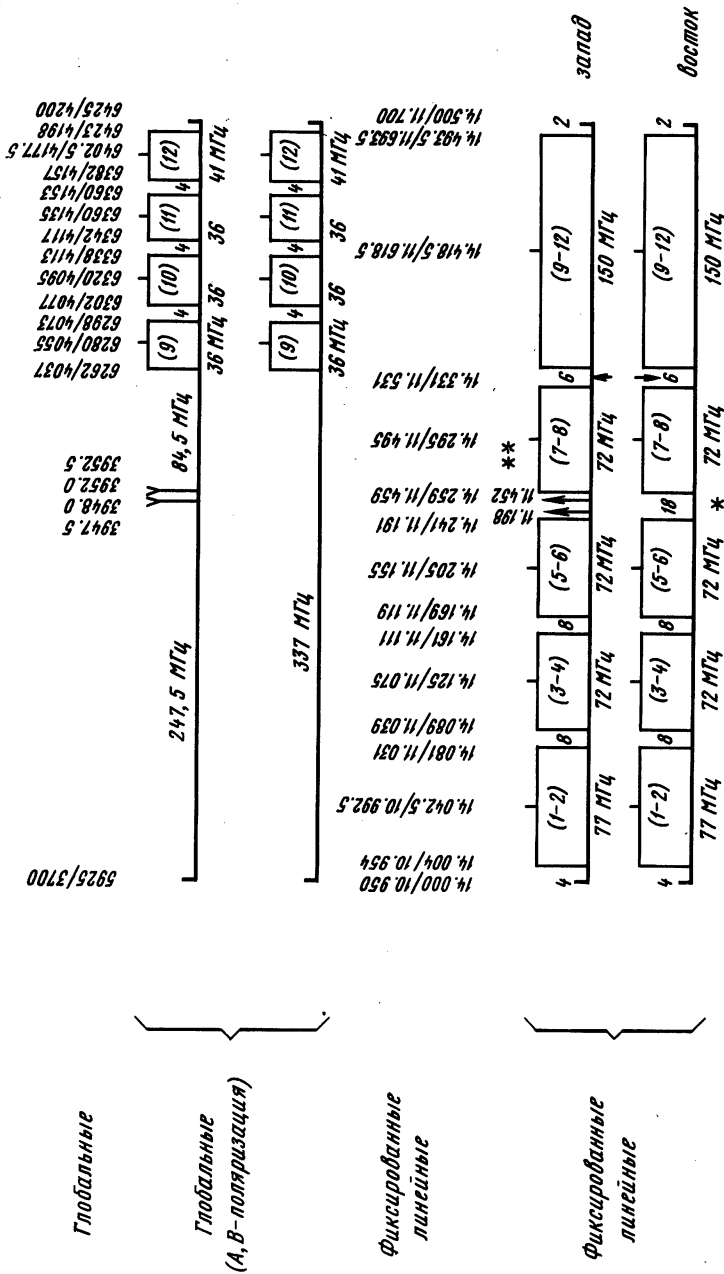 Глобальные
5925/3700
3947.5
3948.0
3952.0
3952.5
6262/4037
6280/4055
6298/4073
6302/4077
6320/4095
6338/4113
6342/4117
6360/4135
6360/4153
6382/4157
6402.5/4177.5
6423/4198
6425/4200
Глобальные
(А,В-поляризация)
247,5 МГц
84,5 МГц
(9)
4
(10)
4
(11)
4
(12)
36 МГц
36
36
41 МГц
337 МГц
(9)
4
(10)
4
(11)
4
(12)
36 МГц
36
36
41 МГц
Фиксированные
линейные
14.000/10.950
14.004/10.954
14.042.5/10.992.5
14.081/11.031
14.089/11.039
14.125/11.075
14.161/11.111
14.169/11.119
14.205/11.155
14.241/11.191
14.259/11.459
14.295/11.495
14.331/11.531
14.418.5/11.618.5
14.493.5/11.693.5
14.500/11.700
11.198
11.452
**
Фиксированные
линейные
4
(1-2)
8
(3-4)
8
(5-6)
(7-8)
6
(9-12)
2
запад
77 МГц
72 МГц
72 МГц
72 МГц
150 МГц
4
(1-2)
8
(3-4)
8
(5-6)
18
(7-8)
6
(9-12)
2
восток
77 МГц
72 МГц
72 МГц
*
72 МГц
150 МГц